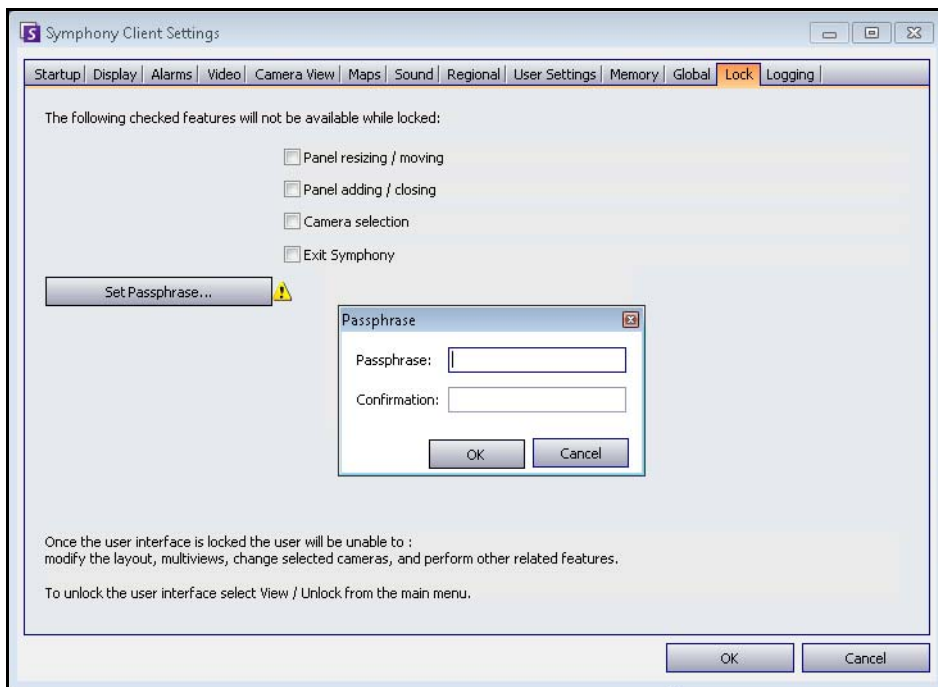 Symphony Client Settings
Startup Display Alarms Video Camera View Maps Sound Regional User Settings Memory Global Lock Logging
The following checked features will not be available while locked:
Panel resizing / moving
Panel adding / closing
Camera selection
Exit Symphony
Set Passphrase...
Passphrase
Passphrase:
Confirmation:
OK Cancel
Once the user interface is locked the user will be unable to :
modify the layout, multiviews, change selected cameras, and perform other related features.
To unlock the user interface select View / Unlock from the main menu.
OK Cancel